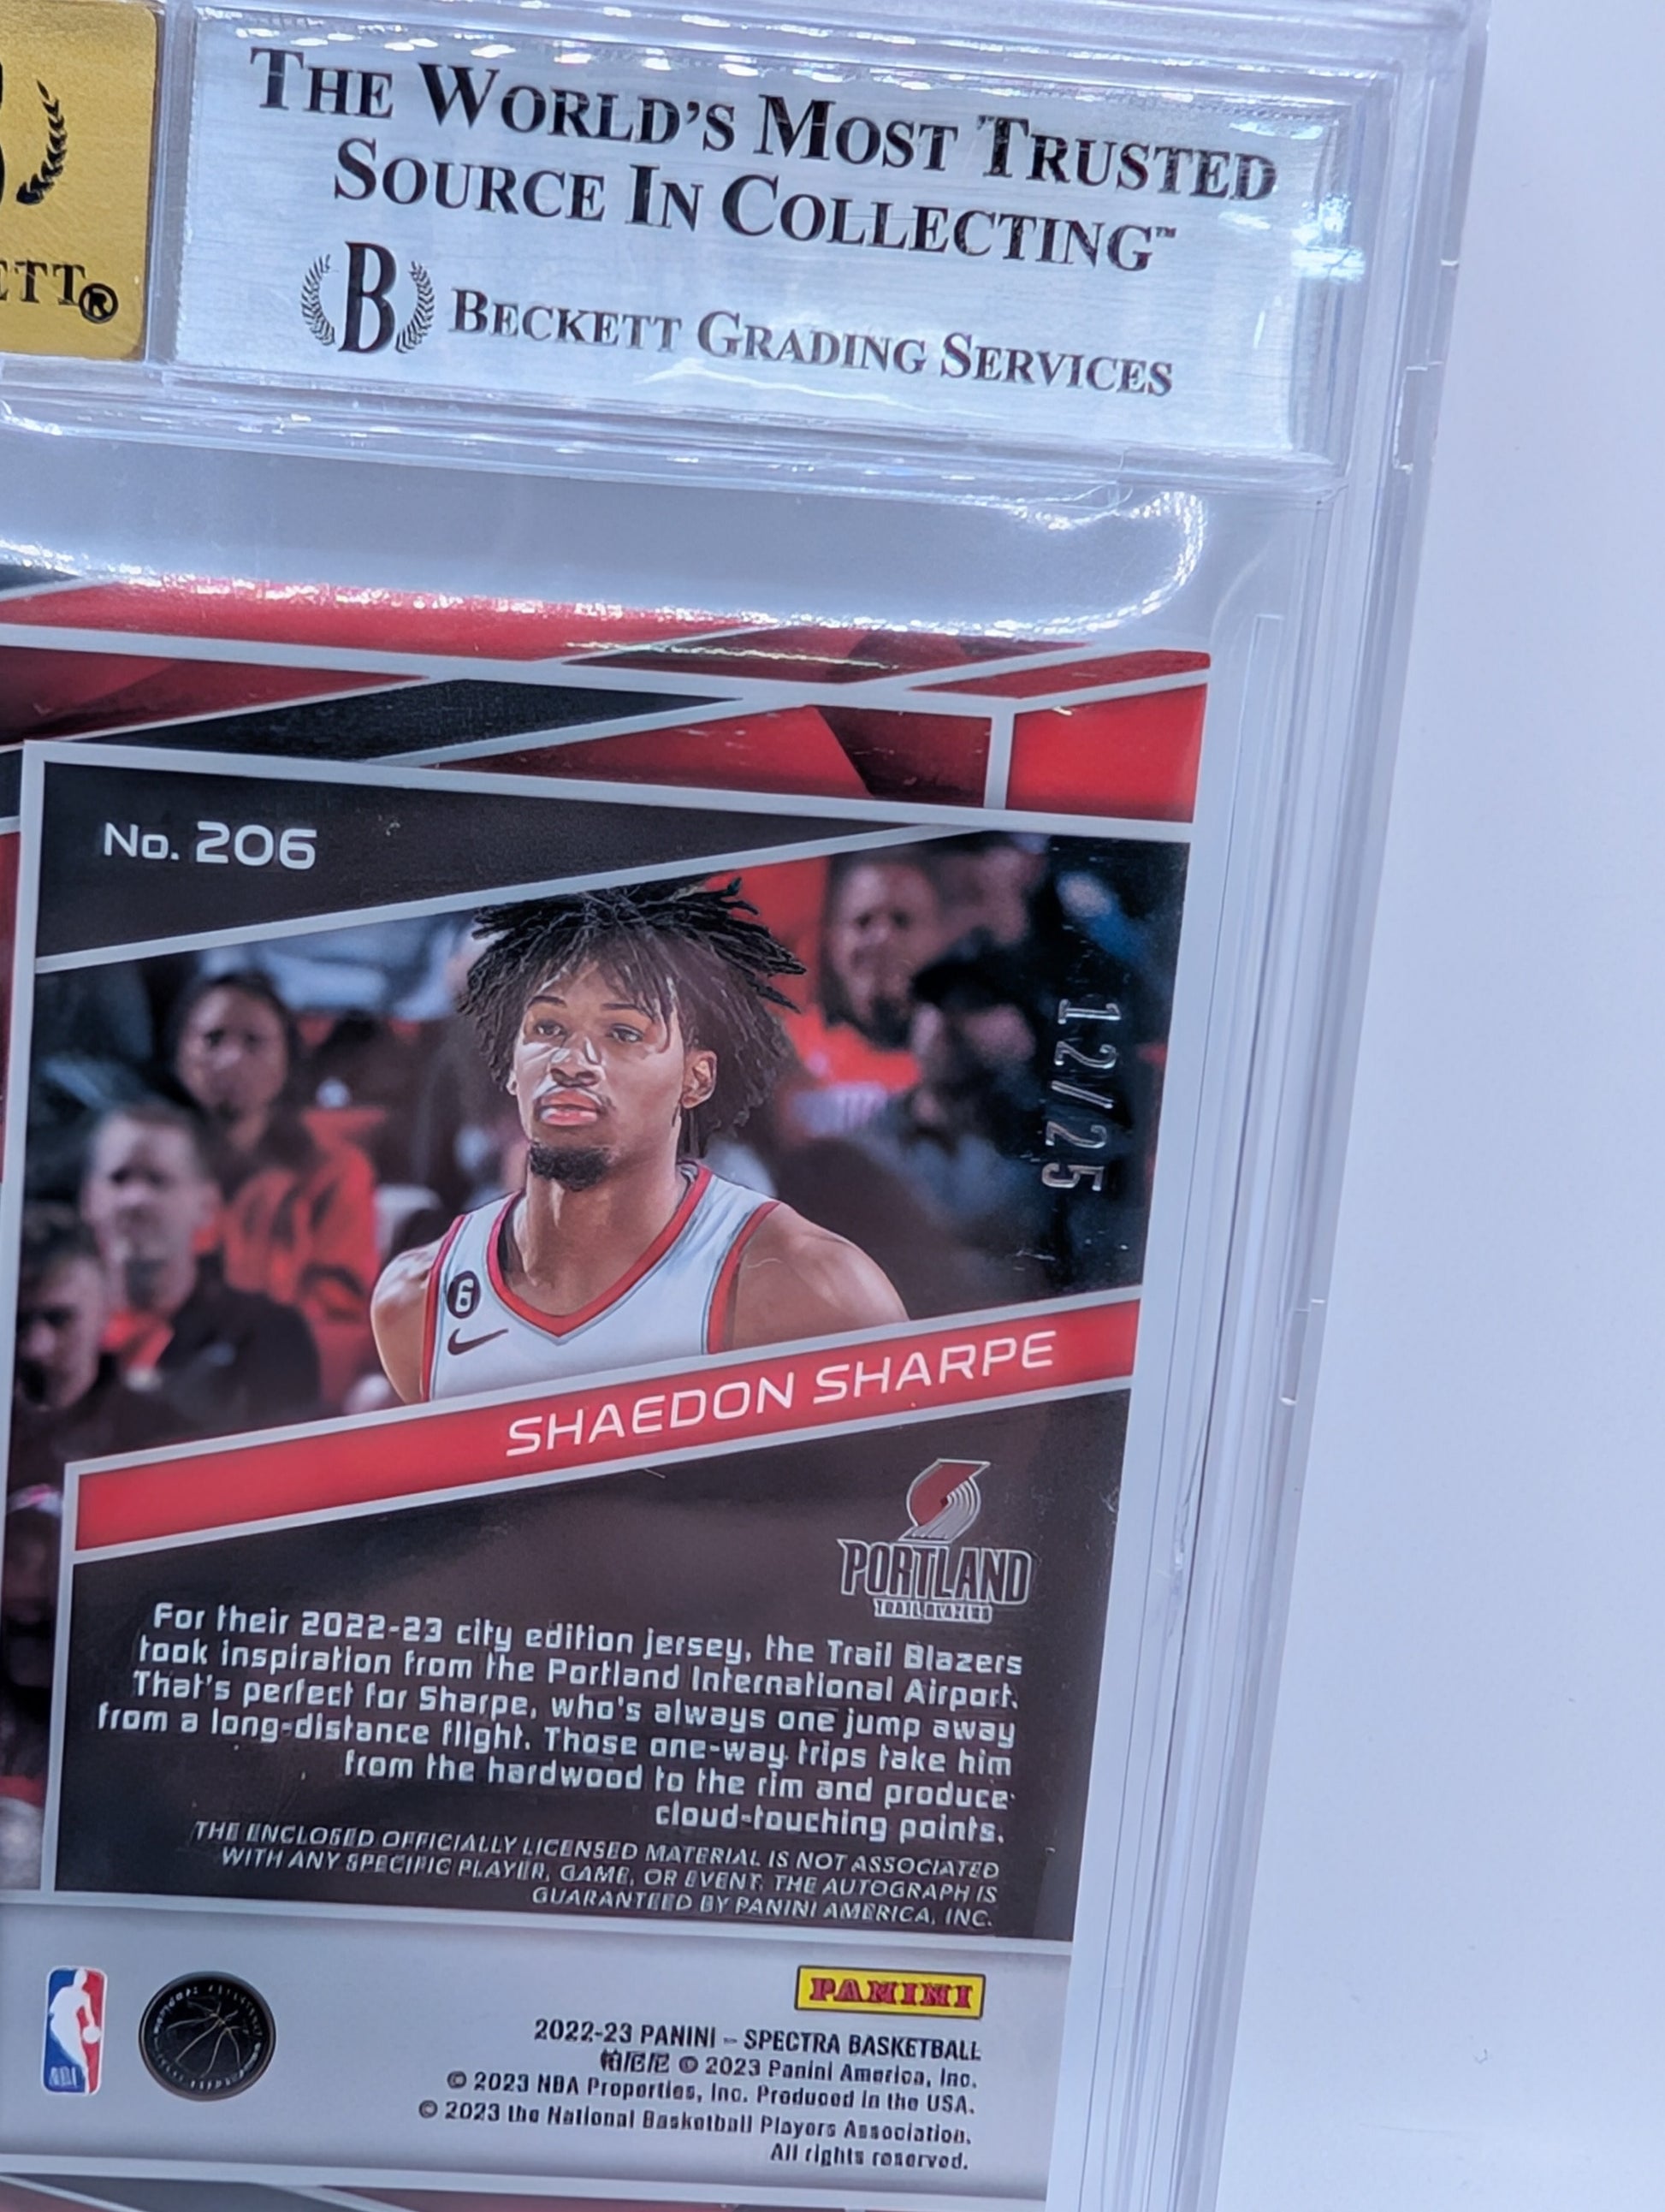 THE WORLD'S MOST TRUSTED
SOURCE IN COLLECTING™
B BECKETT GRADING SERVICES
ETT®
No. 206
12/25
6
SHAEDON SHARPE
PORTLAND
TRAIL BLAZERS
For their 2022-23 city edition jersey, the Trail Blazers
took inspiration from the Portland International Airport.
That's perfect for Sharpe, who's always one jump away
from a long-distance flight. Those one-way trips take him
from the hardwood to the rim and produce
cloud-touching points.
THE ENCLOSED OFFICIALLY LICENSED MATERIAL IS NOT ASSOCIATED
WITH ANY SPECIFIC PLAYER, GAME, OR EVENT. THE AUTOGRAPH IS
GUARANTEED BY PANINI AMERICA, INC.
PANINI
NBA
2022-23 PANINI – SPECTRA BASKETBALL
帕尼尼 © 2023 Panini America, Inc.
© 2023 NBA Properties, Inc. Produced in the USA.
© 2023 the National Basketball Players Association.
All rights reserved.